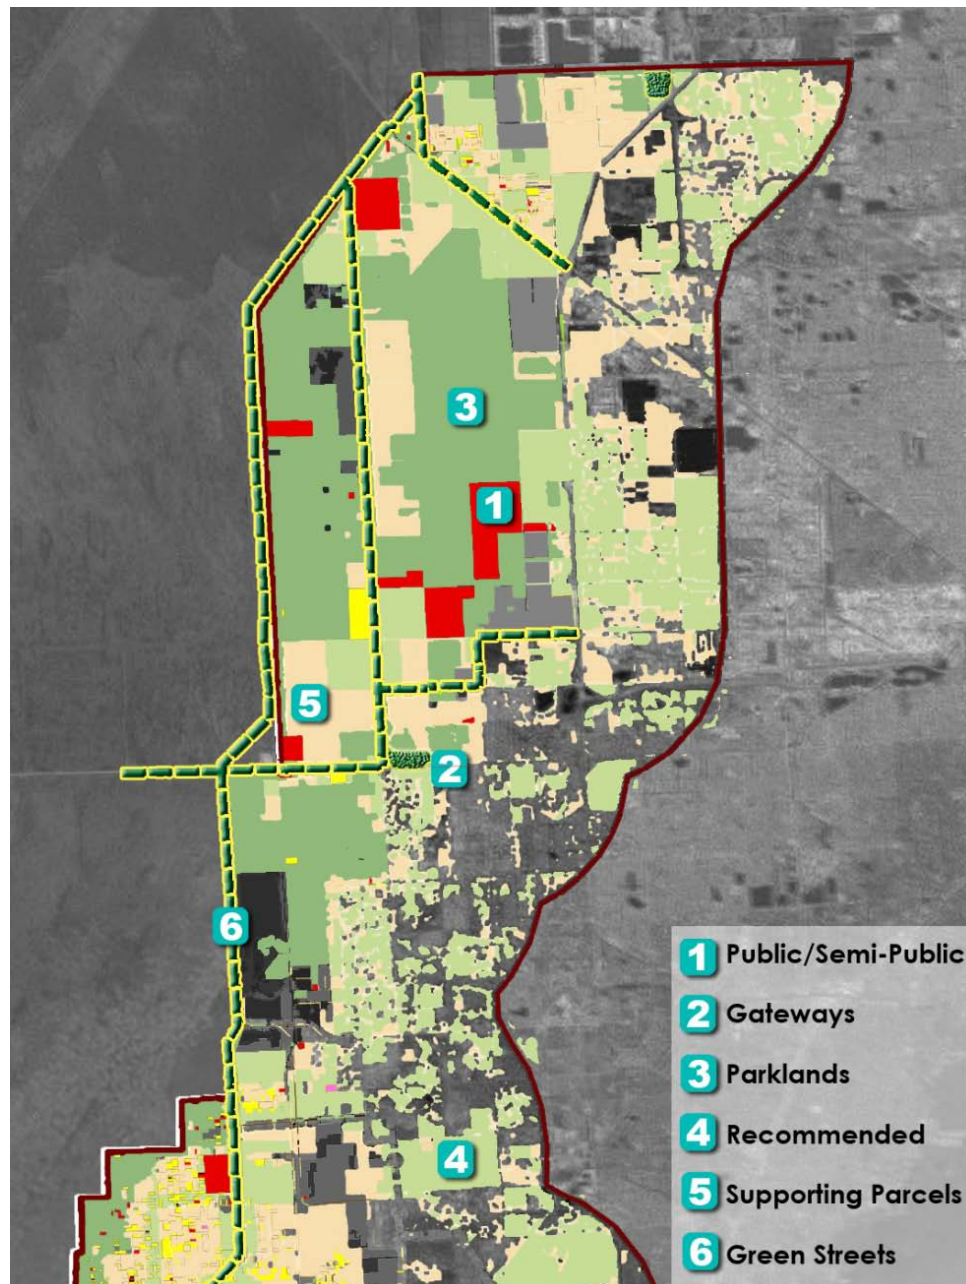 3
1
5
2
6
4
1 Public/Semi-Public
2 Gateways
3 Parklands
4 Recommended
5 Supporting Parcels
6 Green Streets